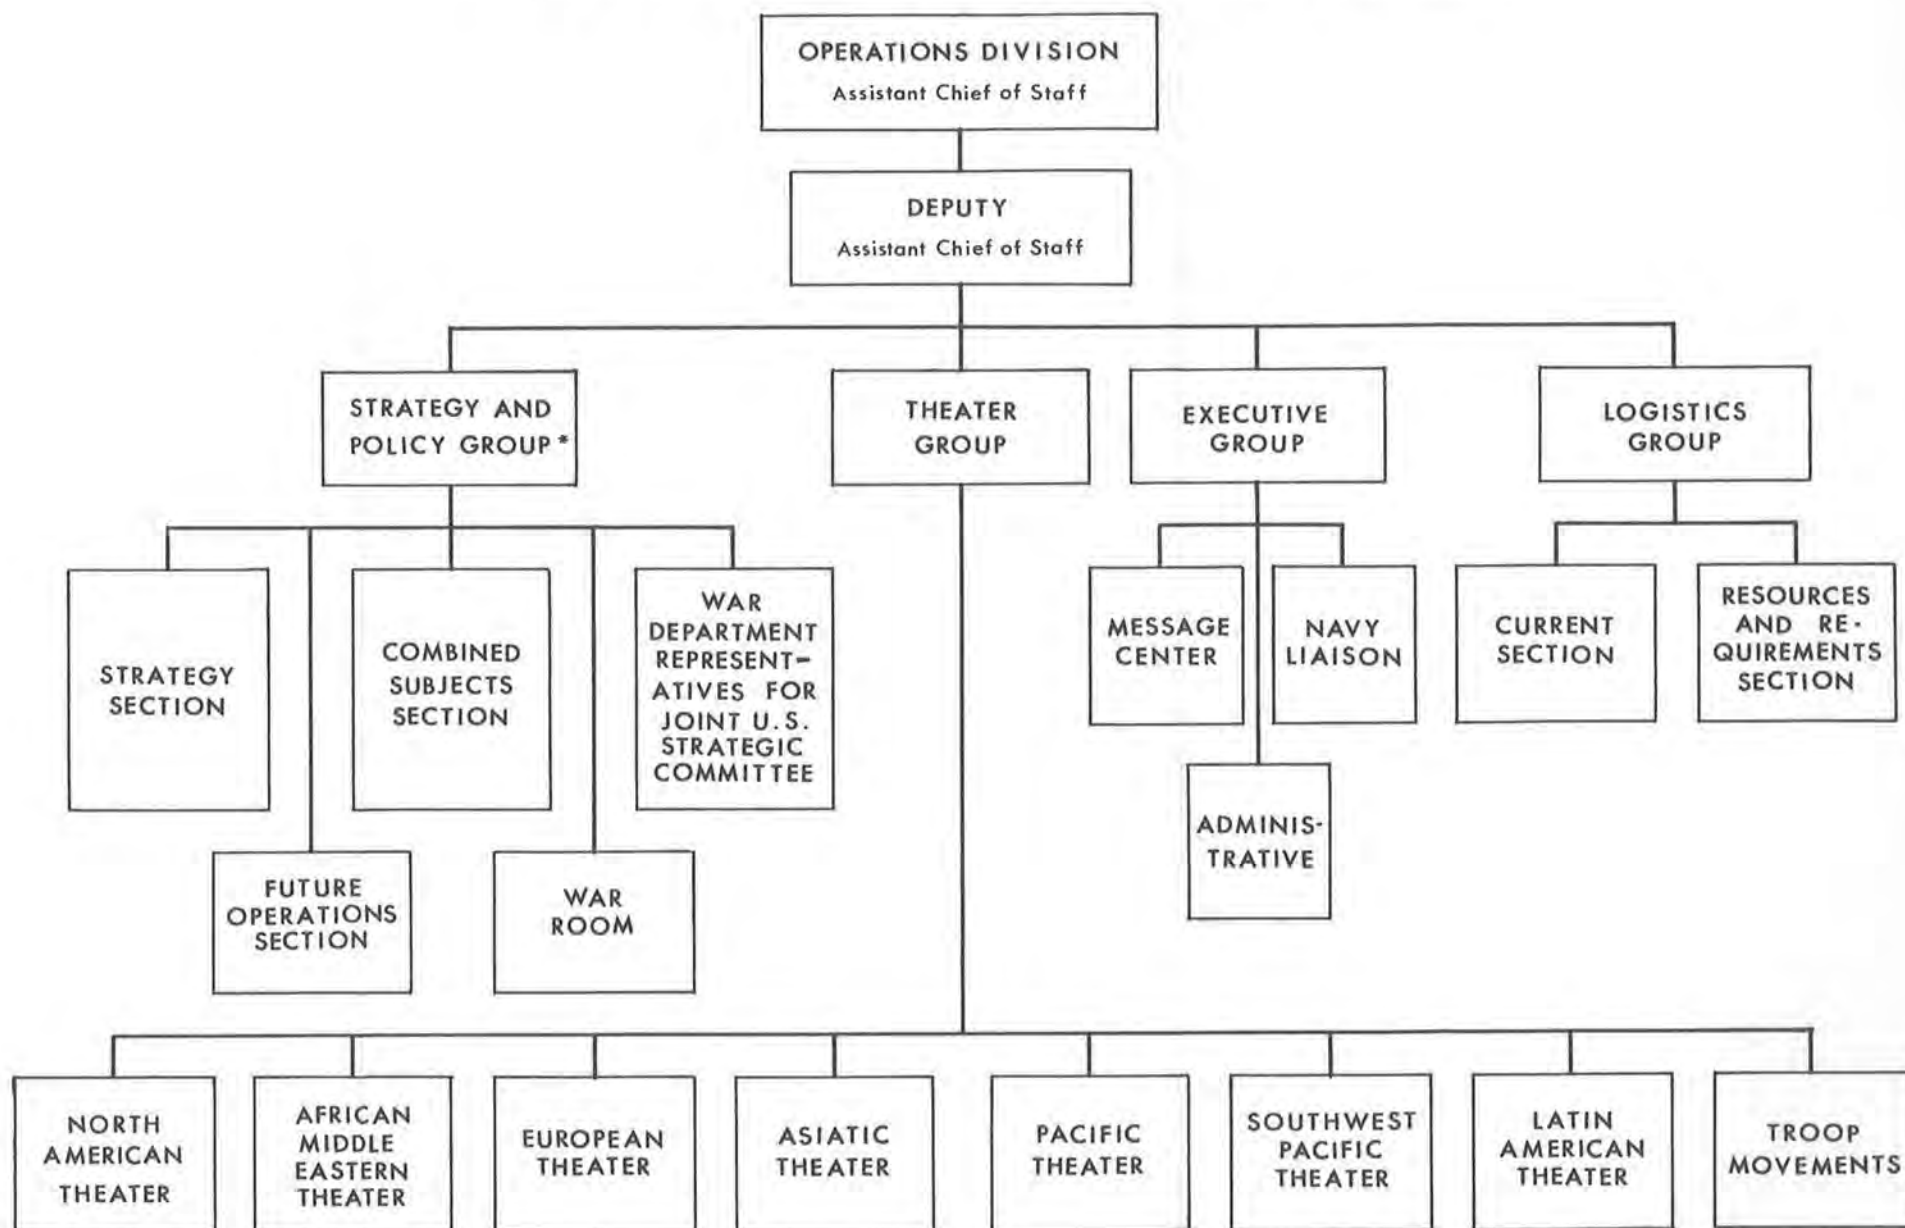 OPERATIONS DIVISION
Assistant Chief of Staff
DEPUTY
Assistant Chief of Staff
STRATEGY AND
POLICY GROUP*
THEATER
GROUP
EXECUTIVE
GROUP
LOGISTICS
GROUP
STRATEGY
SECTION
COMBINED
SUBJECTS
SECTION
WAR
DEPARTMENT
REPRESENT-
ATIVES FOR
JOINT U.S.
STRATEGIC
COMMITTEE
MESSAGE
CENTER
NAVY
LIAISON
CURRENT
SECTION
RESOURCES
AND RE-
QUIREMENTS
SECTION
FUTURE
OPERATIONS
SECTION
WAR
ROOM
ADMINIS-
TRATIVE
NORTH
AMERICAN
THEATER
AFRICAN
MIDDLE
EASTERN
THEATER
EUROPEAN
THEATER
ASIATIC
THEATER
PACIFIC
THEATER
SOUTHWEST
PACIFIC
THEATER
LATIN
AMERICAN
THEATER
TROOP
MOVEMENTS